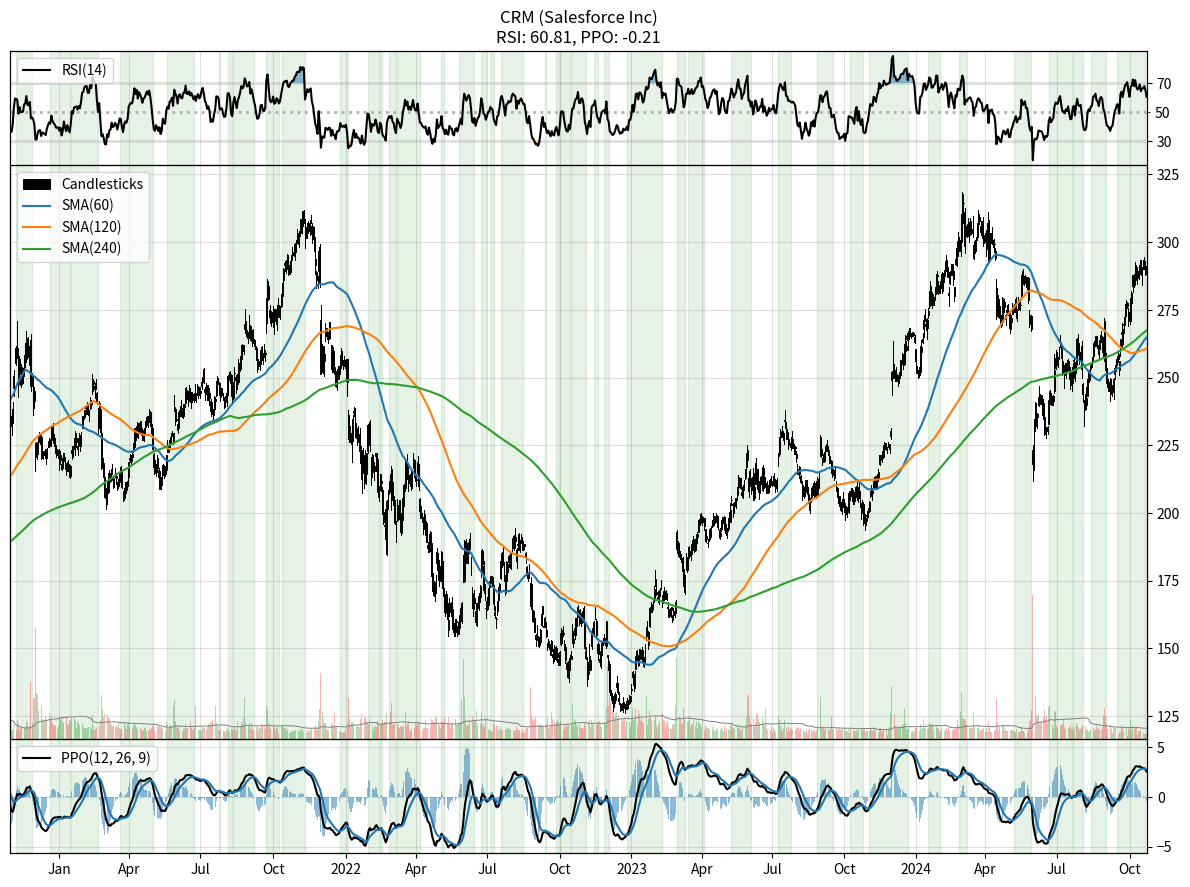 CRM (Salesforce Inc)
RSI: 60.81, PPO: -0.21
RSI(14)
70
50
30
Candlesticks
SMA(60)
SMA(120)
SMA(240)
325
300
275
250
225
200
175
150
125
PPO(12, 26, 9)
5
0
−5
Jan Apr Jul Oct 2022 Apr Jul Oct 2023 Apr Jul Oct 2024 Apr Jul Oct